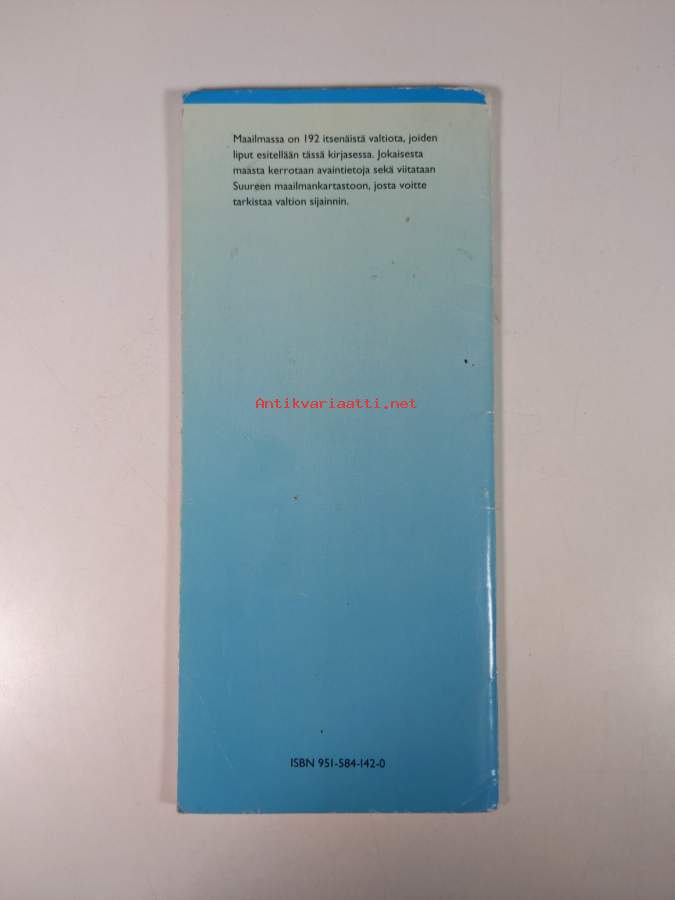 Maailmassa on 192 itsenäistä valtiota, joiden
liput esitellään tässä kirjasessa. Jokaisesta
maasta kerrotaan avaintietoja sekä viitataan
Suureen maailmankartastoon, josta voitte
tarkistaa valtion sijainnin.
Antikvariaatti.net
ISBN 951-584-142-0